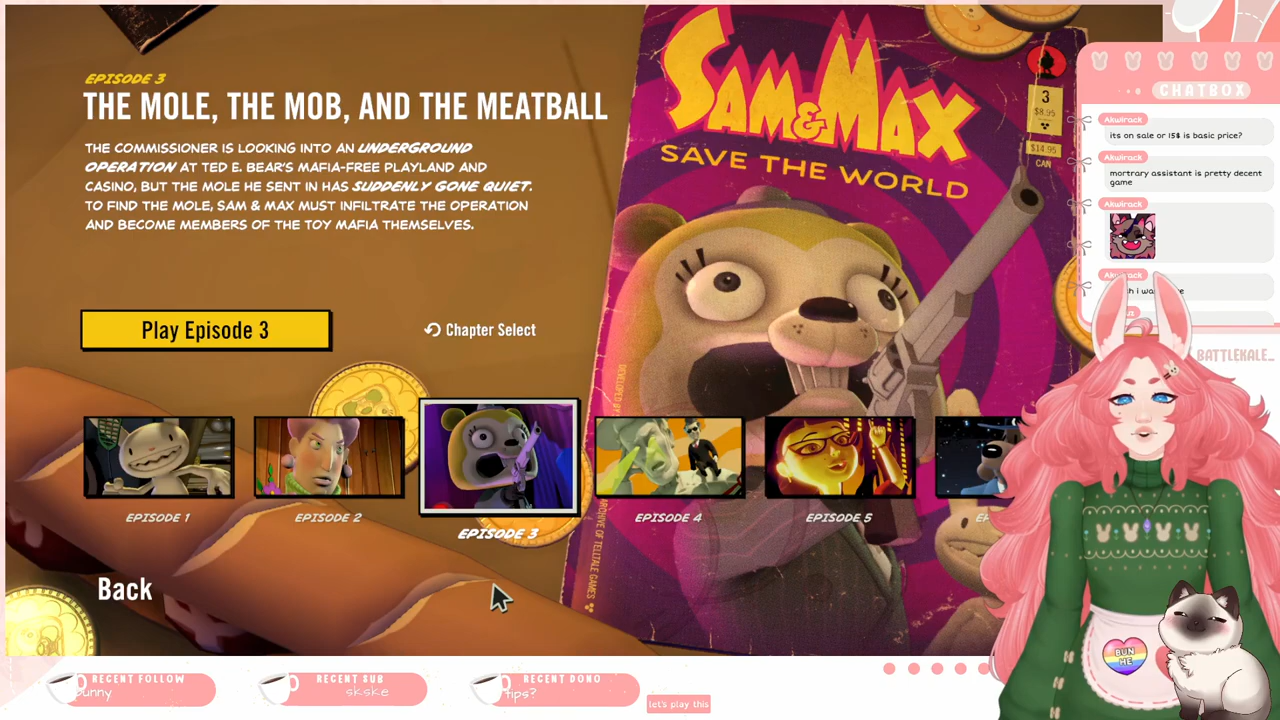 EPISODE 3
THE MOLE, THE MOB, AND THE MEATBALL
THE COMMISSIONER IS LOOKING INTO AN UNDERGROUND
OPERATION AT TED E. BEAR'S MAFIA-FREE PLAYLAND AND
CASINO, BUT THE MOLE HE SENT IN HAS SUDDENLY GONE QUIET.
TO FIND THE MOLE, SAM & MAX MUST INFILTRATE THE OPERATION
AND BECOME MEMBERS OF THE TOY MAFIA THEMSELVES.
Play Episode 3
Chapter Select
EPISODE 1
EPISODE 2
EPISODE 3
EPISODE 4
EPISODE 5
Back
SAM & MAX
SAVE THE WORLD
3
$8.95
$14.95
CAN
CHATBOX
Akwirack
its on sale or 15$ is basic price?
Akwirack
mortrary assistant is pretty decent
game
Akwirack
BATTLEKALE...
BUN
ME
RECENT FOLLOW
RECENT SUB
skske
RECENT DONO
tips?
let's play this